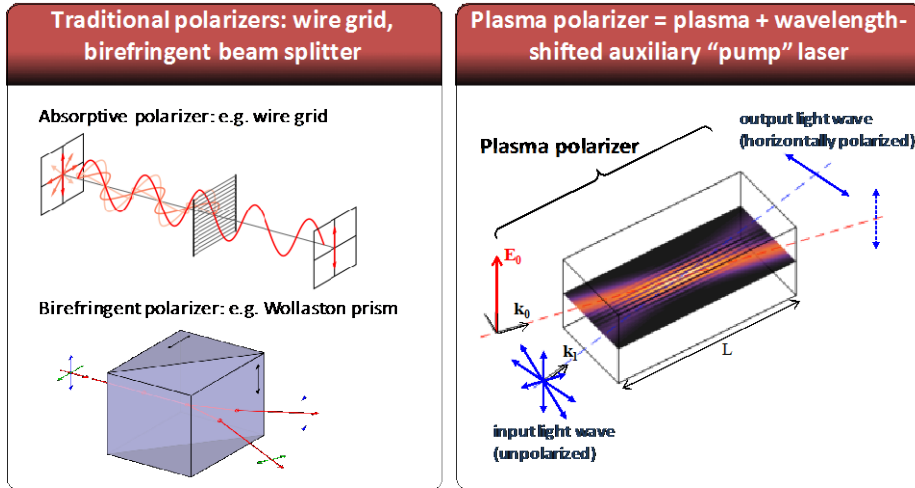 Traditional polarizers: wire grid,
birefringent beam splitter
Absorptive polarizer: e.g. wire grid
Birefringent polarizer: e.g. Wollaston prism
Plasma polarizer = plasma + wavelength-
shifted auxiliary “pump” laser
output light wave
(horizontally polarized)
Plasma polarizer
E0
k0
k1
L
input light wave
(unpolarized)